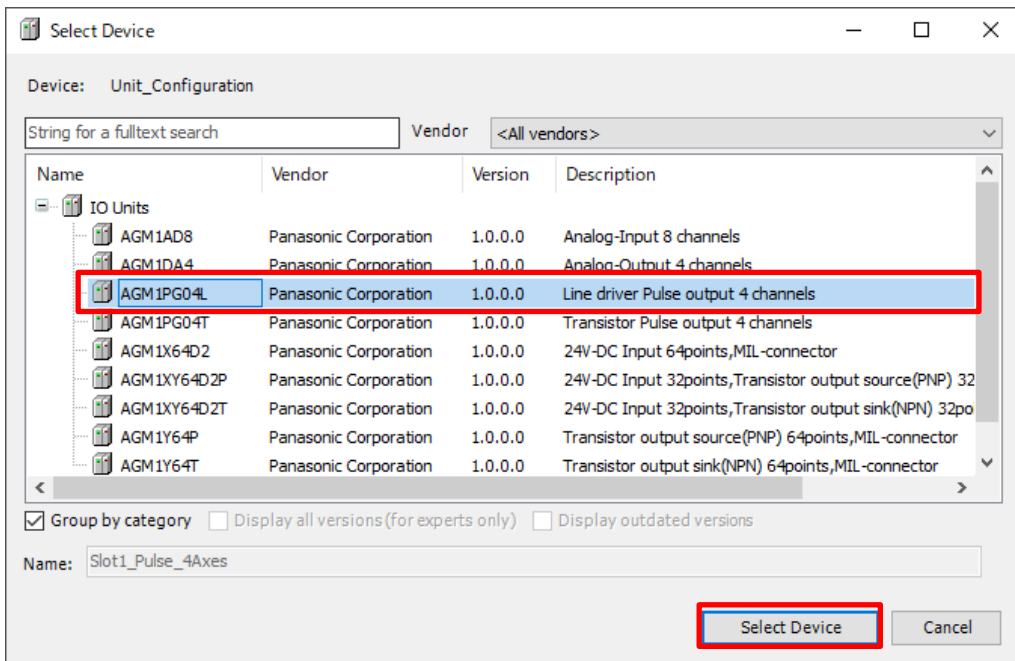 Select Device
Device: Unit_Configuration
String for a fulltext search Vendor <All vendors>
Name Vendor Version Description
IO Units
AGM1AD8 Panasonic Corporation 1.0.0.0 Analog-Input 8 channels
AGM1DA4 Panasonic Corporation 1.0.0.0 Analog-Output 4 channels
AGM1PG04L Panasonic Corporation 1.0.0.0 Line driver Pulse output 4 channels
AGM1PG04T Panasonic Corporation 1.0.0.0 Transistor Pulse output 4 channels
AGM1X64D2 Panasonic Corporation 1.0.0.0 24V-DC Input 64points,MIL-connector
AGM1XY64D2P Panasonic Corporation 1.0.0.0 24V-DC Input 32points,Transistor output source(PNP) 32
AGM1XY64D2T Panasonic Corporation 1.0.0.0 24V-DC Input 32points,Transistor output sink(NPN) 32po
AGM1Y64P Panasonic Corporation 1.0.0.0 Transistor output source(PNP) 64points,MIL-connector
AGM1Y64T Panasonic Corporation 1.0.0.0 Transistor output sink(NPN) 64points,MIL-connector
Group by category Display all versions (for experts only) Display outdated versions
Name: Slot1_Pulse_4Axes
Select Device Cancel